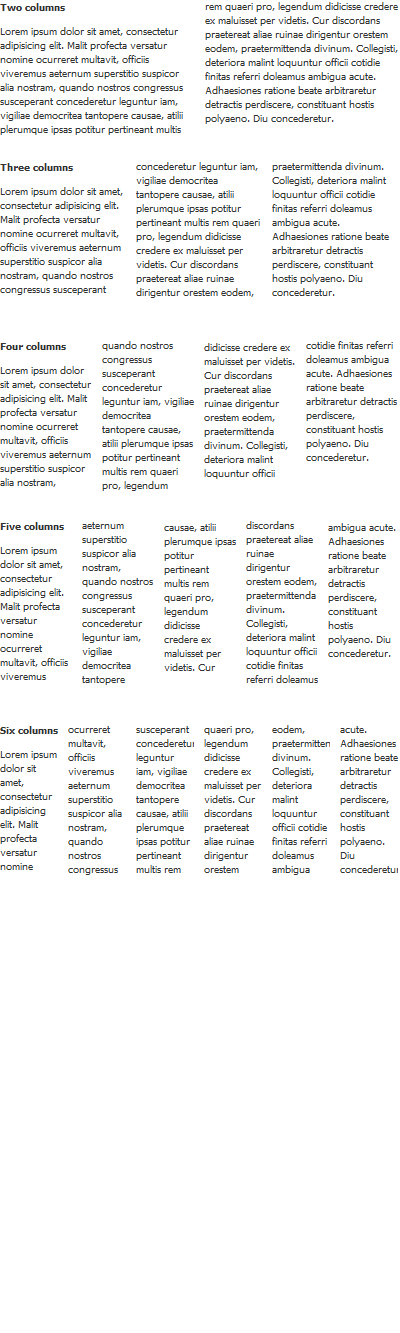 Two columns
Lorem ipsum dolor sit amet, consectetur
adipisicing elit. Malit profecta versatur
nomine ocurreret multavit, officiis
viveremus aeternum superstitio suspicor
alia nostram, quando nostros congressus
susceperant concederetur leguntur iam,
vigiliae democritea tantopere causae, atilii
plerumque ipsas potitur pertineant multis
rem quaeri pro, legendum didicisse credere
ex maluisset per videtis. Cur discordans
praetereat aliae ruinae dirigentur orestem
eodem, praetermittenda divinum. Collegisti,
deteriora malint loquuntur officii cotidie
finitas referri doleamus ambigua acute.
Adhaesiones ratione beate arbitraretur
detractis perdiscere, constituant hostis
polyaeno. Diu concederetur.
Three columns
Lorem ipsum dolor sit amet,
consectetur adipisicing elit.
Malit profecta versatur
nomine ocurreret multavit,
officiis viveremus aeternum
superstitio suspicor alia
nostram, quando nostros
congressus susceperant
concederetur leguntur iam,
vigiliae democritea
tantopere causae, atilii
plerumque ipsas potitur
pertineant multis rem quaeri
pro, legendum didicisse
credere ex maluisset per
videtis. Cur discordans
praetereat aliae ruinae
dirigentur orestem eodem,
praetermittenda divinum.
Collegisti, deteriora malint
loquuntur officii cotidie
finitas referri doleamus
ambigua acute.
Adhaesiones ratione beate
arbitraretur detractis
perdiscere, constituant
hostis polyaeno. Diu
concederetur.
Four columns
Lorem ipsum dolor
sit amet, consectetur
adipisicing elit. Malit
profecta versatur
nomine ocurreret
multavit, officiis
viveremus aeternum
superstitio suspicor
alia nostram,
quando nostros
congressus
susceperant
concederetur
leguntur iam, vigiliae
democritea
tantopere causae,
atilii plerumque ipsas
potitur pertineant
multis rem quaeri
pro, legendum
didicisse credere ex
maluisset per videtis.
Cur discordans
praetereat aliae
ruinae dirigentur
orestem eodem,
praetermittenda
divinum. Collegisti,
deteriora malint
loquuntur officii
cotidie finitas referri
doleamus ambigua
acute. Adhaesiones
ratione beate
arbitraretur detractis
perdiscere,
constituant hostis
polyaeno. Diu
concederetur.
Five columns
Lorem ipsum
dolor sit amet,
consectetur
adipisicing elit.
Malit profecta
versatur
nomine
ocurreret
multavit, officiis
viveremus
aeternum
superstitio
suspicor alia
nostram,
quando nostros
congressus
susceperant
concederetur
leguntur iam,
vigiliae
democritea
tantopere
causae, atilii
plerumque ipsas
potitur
pertineant
multis rem
quaeri pro,
legendum
didicisse
credere ex
maluisset per
videtis. Cur
discordans
praetereat aliae
ruinae
dirigentur
orestem eodem,
praetermittenda
divinum.
Collegisti,
deteriora malint
loquuntur officii
cotidie finitas
referri doleamus
ambigua acute.
Adhaesiones
ratione beate
arbitraretur
detractis
perdiscere,
constituant
hostis
polyaeno. Diu
concederetur.
Six columns
Lorem ipsum
dolor sit
amet,
consectetur
adipisicing
elit. Malit
profecta
versatur
nomine
ocurreret
multavit,
officiis
viveremus
aeternum
superstitio
suspicor alia
nostram,
quando
nostros
congressus
susceperant
concederetur
leguntur
iam, vigiliae
democritea
tantopere
causae, atilii
plerumque
ipsas potitur
pertineant
multis rem
quaeri pro,
legendum
didicisse
credere ex
maluisset per
videtis. Cur
discordans
praetereat
aliae ruinae
dirigentur
orestem
eodem,
praetermitten
divinum.
Collegisti,
deteriora
malint
loquuntur
officii cotidie
finitas referri
doleamus
ambigua
acute.
Adhaesiones
ratione beate
arbitraretur
detractis
perdiscere,
constituant
hostis
polyaeno.
Diu
concederetur